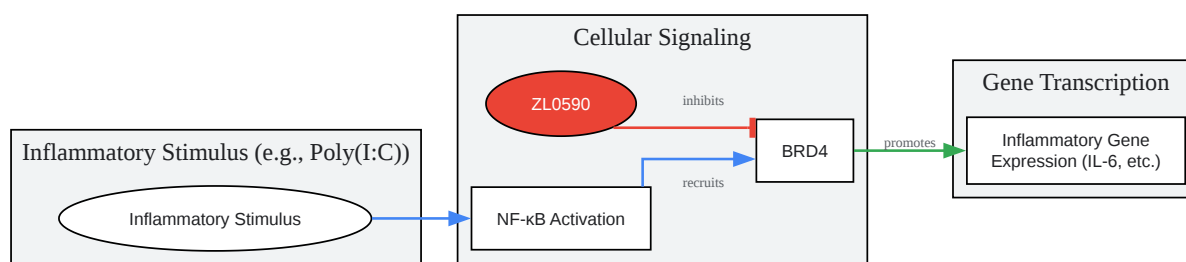 Inflammatory Stimulus (e.g., Poly(I:C))
Inflammatory Stimulus
Cellular Signaling
ZL0590
inhibits
BRD4
recruits
NF-κB Activation
promotes
Gene Transcription
Inflammatory Gene
Expression (IL-6, etc.)